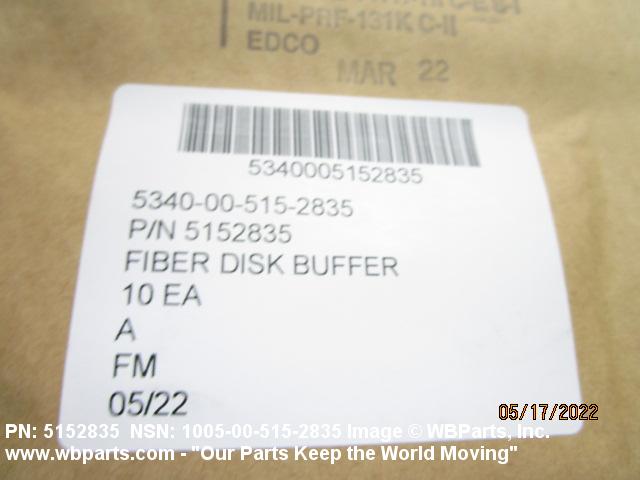 MIL-PRF-131K C-II
EDCO
MAR 22
5340005152835
5340-00-515-2835
P/N 5152835
FIBER DISK BUFFER
10 EA
A
FM
05/22
05/17/2022
PN: 5152835 NSN: 1005-00-515-2835 Image © WBParts, Inc.
www.wbparts.com - "Our Parts Keep the World Moving"